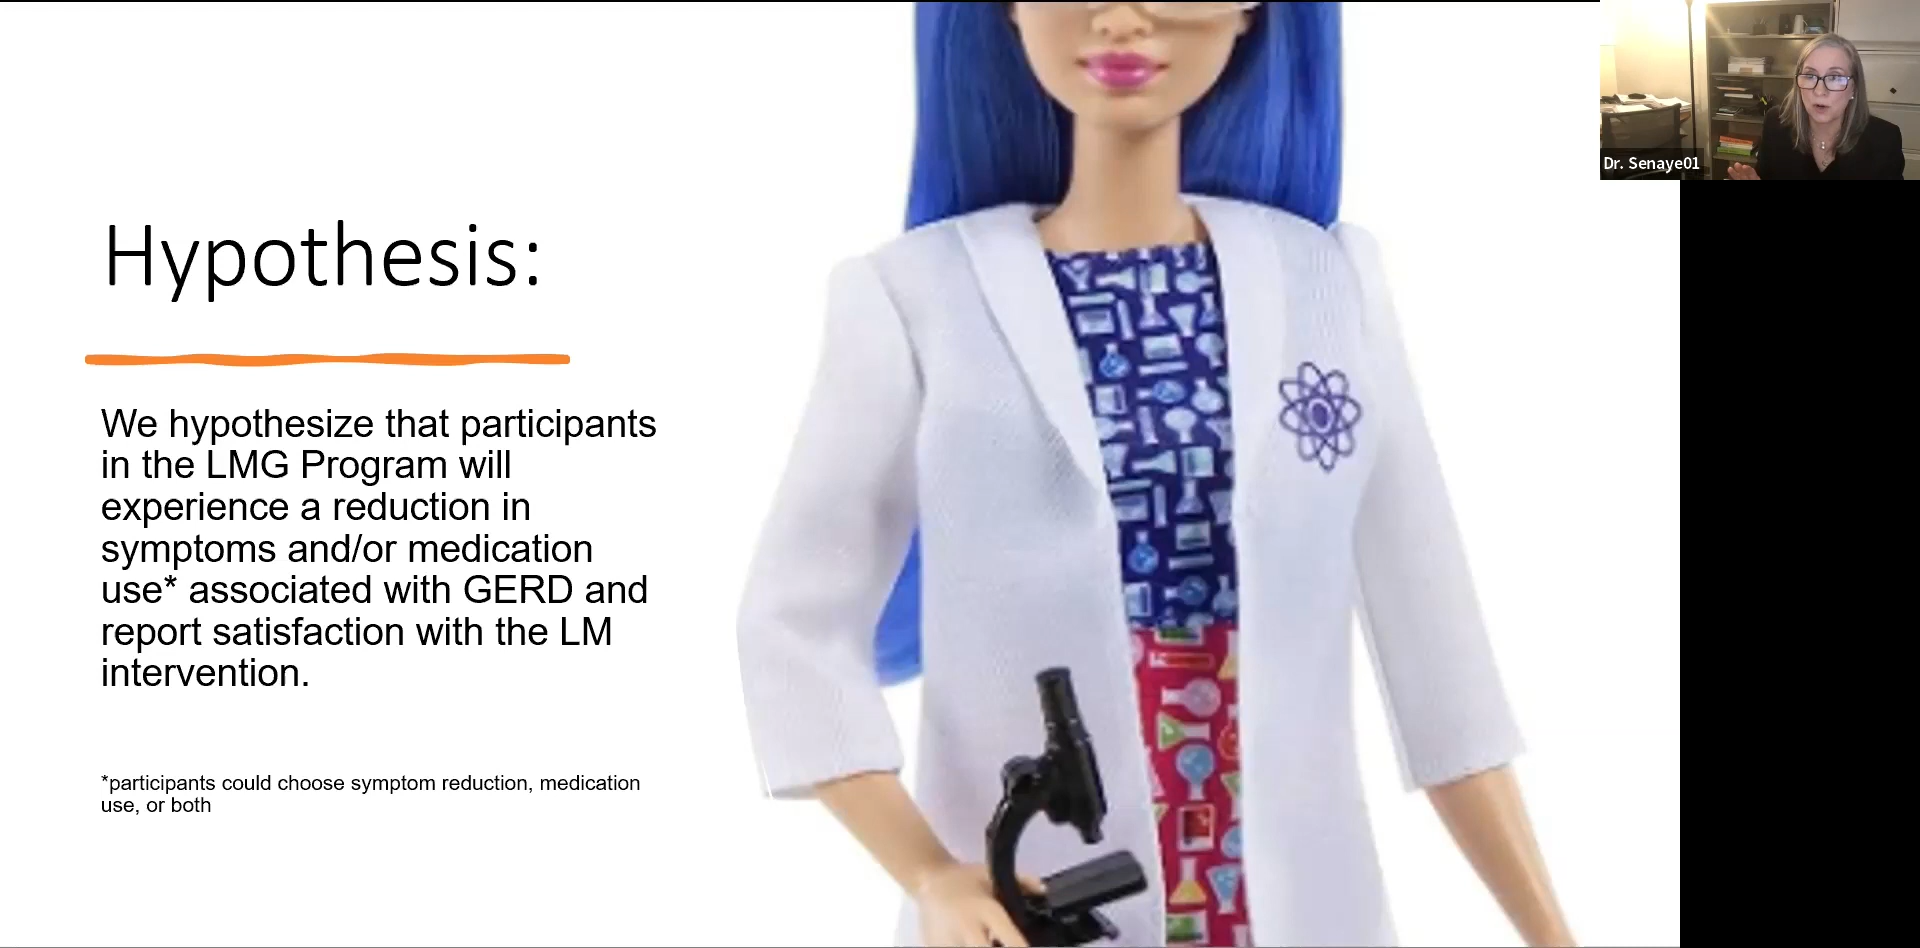 Hypothesis:
We hypothesize that participants
in the LMG Program will
experience a reduction in
symptoms and/or medication
use* associated with GERD and
report satisfaction with the LM
intervention.
*participants could choose symptom reduction, medication
use, or both
Dr. Senaye01